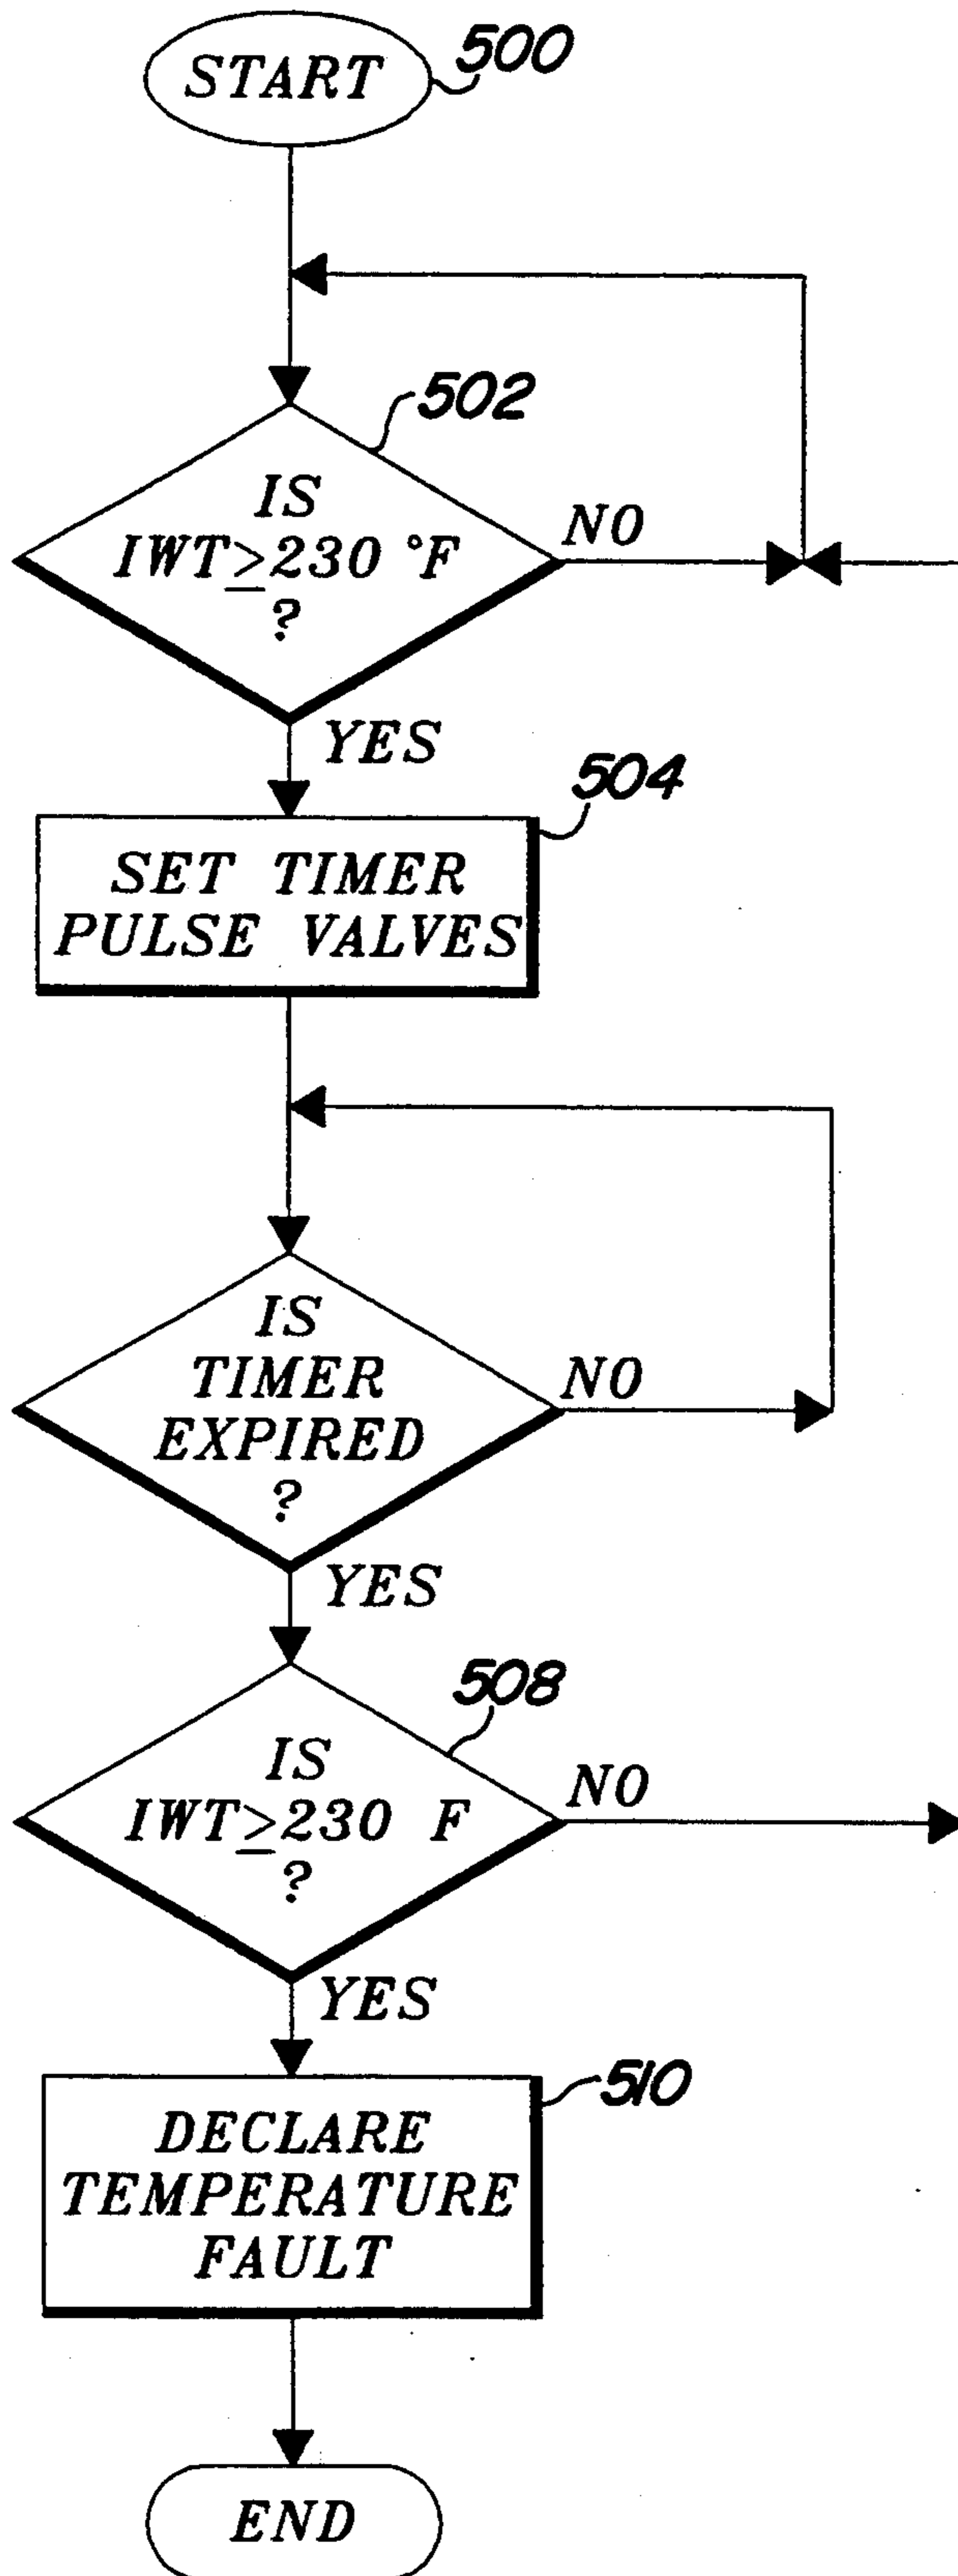 START
500
502
IS
IWT≥230 °F
?
NO
YES
504
SET TIMER
PULSE VALVES
IS
TIMER
EXPIRED
?
NO
YES
508
IS
IWT≥230 F
?
NO
YES
510
DECLARE
TEMPERATURE
FAULT
END